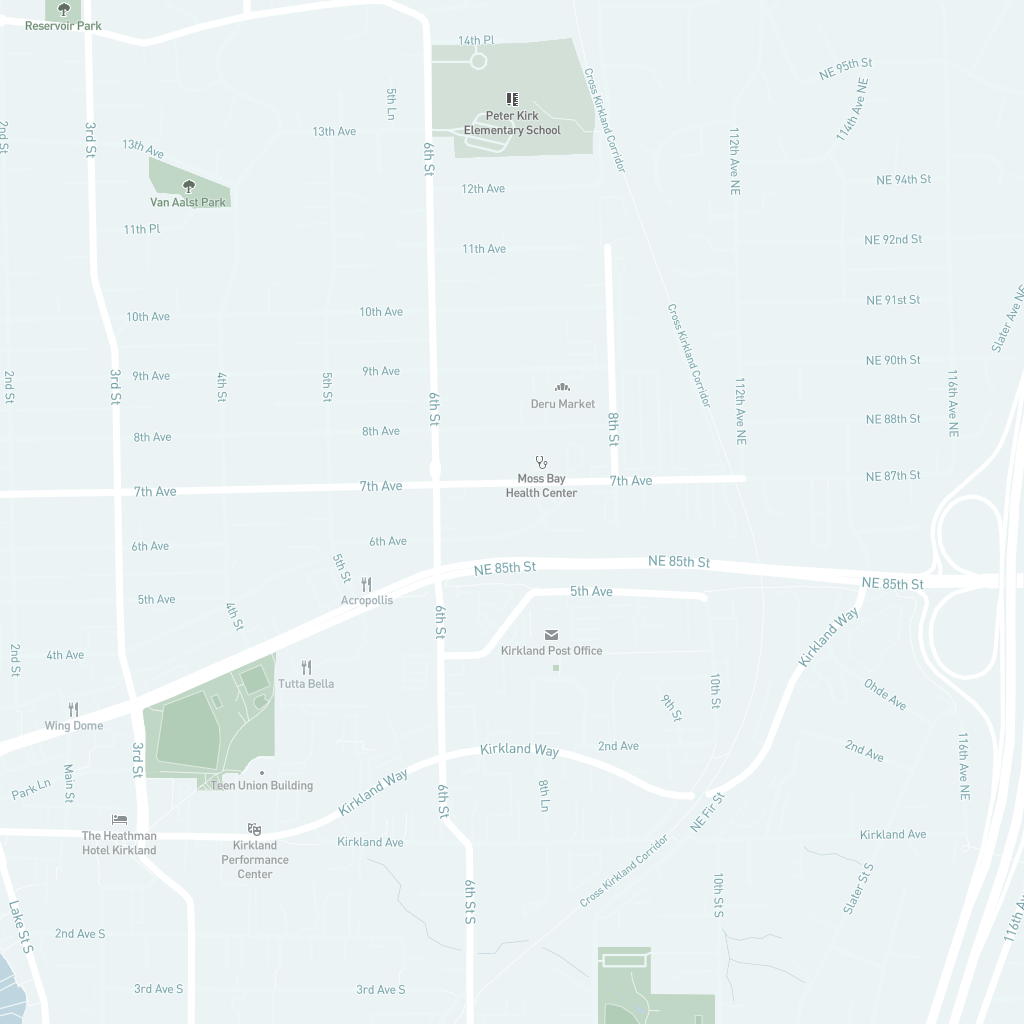 Reservoir Park
14th Pl
NE 95th St
114th Ave NE
5th Ln
Cross Kirkland Corridor
Peter Kirk
Elementary School
2nd St
3rd St
13th Ave
13th Ave
6th St
112th Ave NE
12th Ave
NE 94th St
Van Aalst Park
11th Pl
11th Ave
NE 92nd St
NE 91st St
Slater Ave NE
10th Ave
10th Ave
Cross Kirkland Corridor
NE 90th St
2nd St
3rd St
9th Ave
4th St
5th St
9th Ave
Deru Market
6th St
8th St
112th Ave NE
116th Ave NE
NE 88th St
8th Ave
8th Ave
7th Ave
7th Ave
Moss Bay
Health Center
7th Ave
NE 87th St
6th Ave
6th Ave
5th St
NE 85th St
NE 85th St
NE 85th St
5th Ave
Acropollis
5th Ave
4th St
6th St
Kirkland Post Office
Kirkland Way
2nd St
4th Ave
Tutta Bella
9th St
10th St
Ohde Ave
Wing Dome
3rd St
Kirkland Way
2nd Ave
2nd Ave
116th Ave NE
Park Ln
Main St
Teen Union Building
Kirkland Way
6th St
8th Ln
NE Fir St
The Heathman
Hotel Kirkland
Kirkland
Performance
Center
Kirkland Ave
Kirkland Ave
Cross Kirkland Corridor
6th St S
10th St S
Slater St S
Lake St S
2nd Ave S
116th Av
3rd Ave S
3rd Ave S